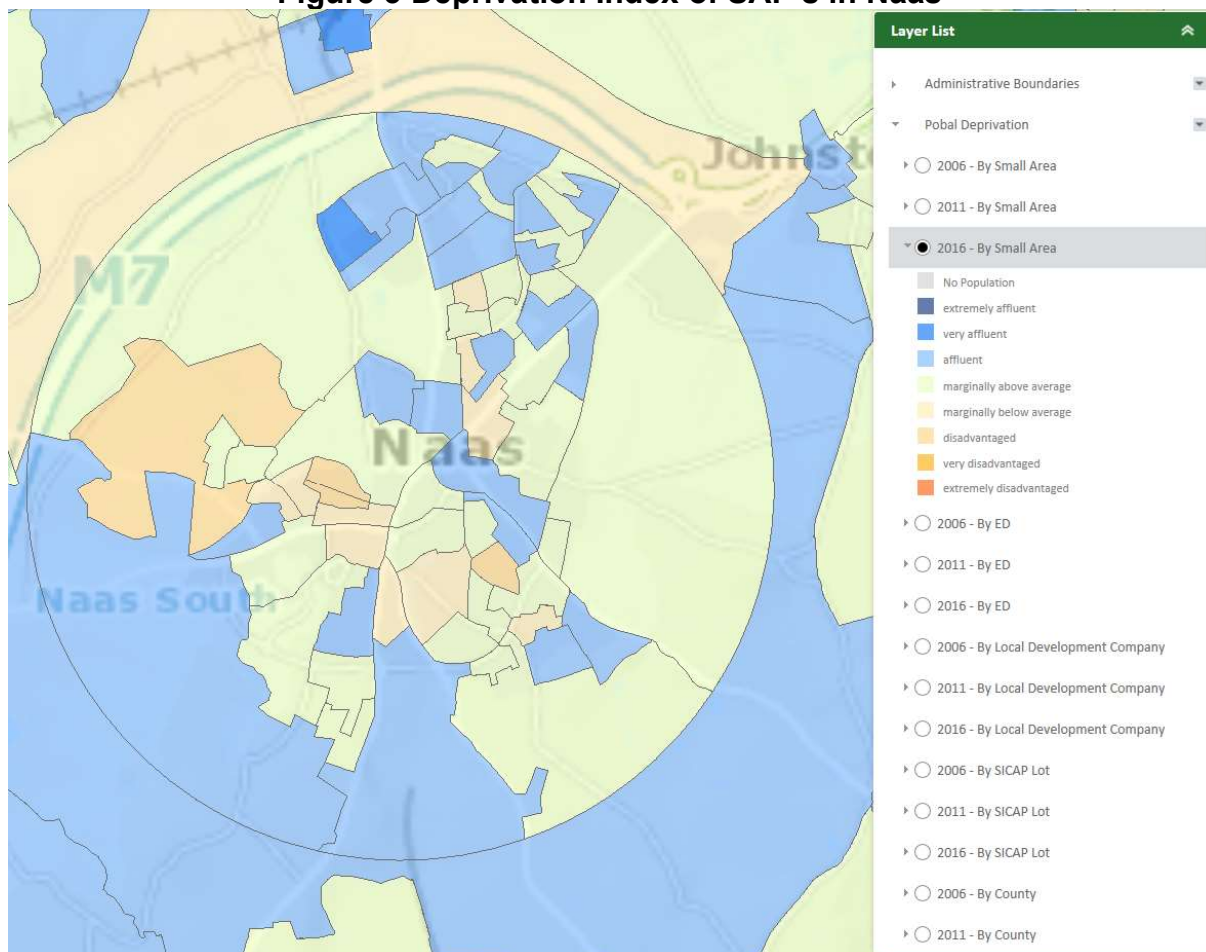 Figure 3 Deprivation Index of SAP's in Naas
Johnst
M7
Naas
Naas South
Layer List
Administrative Boundaries
Pobal Deprivation
2006 - By Small Area
2011 - By Small Area
2016 - By Small Area
No Population
extremely affluent
very affluent
affluent
marginally above average
marginally below average
disadvantaged
very disadvantaged
extremely disadvantaged
2006 - By ED
2011 - By ED
2016 - By ED
2006 - By Local Development Company
2011 - By Local Development Company
2016 - By Local Development Company
2006 - By SICAP Lot
2011 - By SICAP Lot
2016 - By SICAP Lot
2006 - By County
2011 - By County